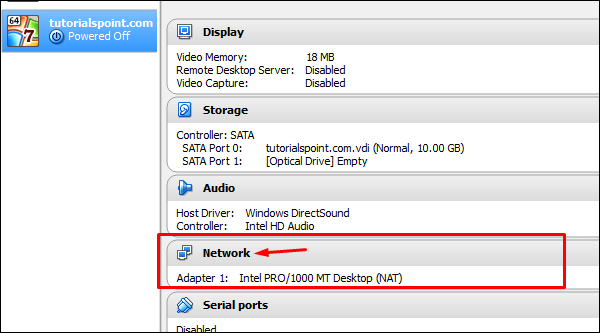 64
7
tutorialspoint.com
Powered Off
Display
Video Memory: 18 MB
Remote Desktop Server: Disabled
Video Capture: Disabled
Storage
Controller: SATA
SATA Port 0: tutorialspoint.com.vdi (Normal, 10.00 GB)
SATA Port 1: [Optical Drive] Empty
Audio
Host Driver: Windows DirectSound
Controller: Intel HD Audio
Network
Adapter 1: Intel PRO/1000 MT Desktop (NAT)
Serial ports
Disabled